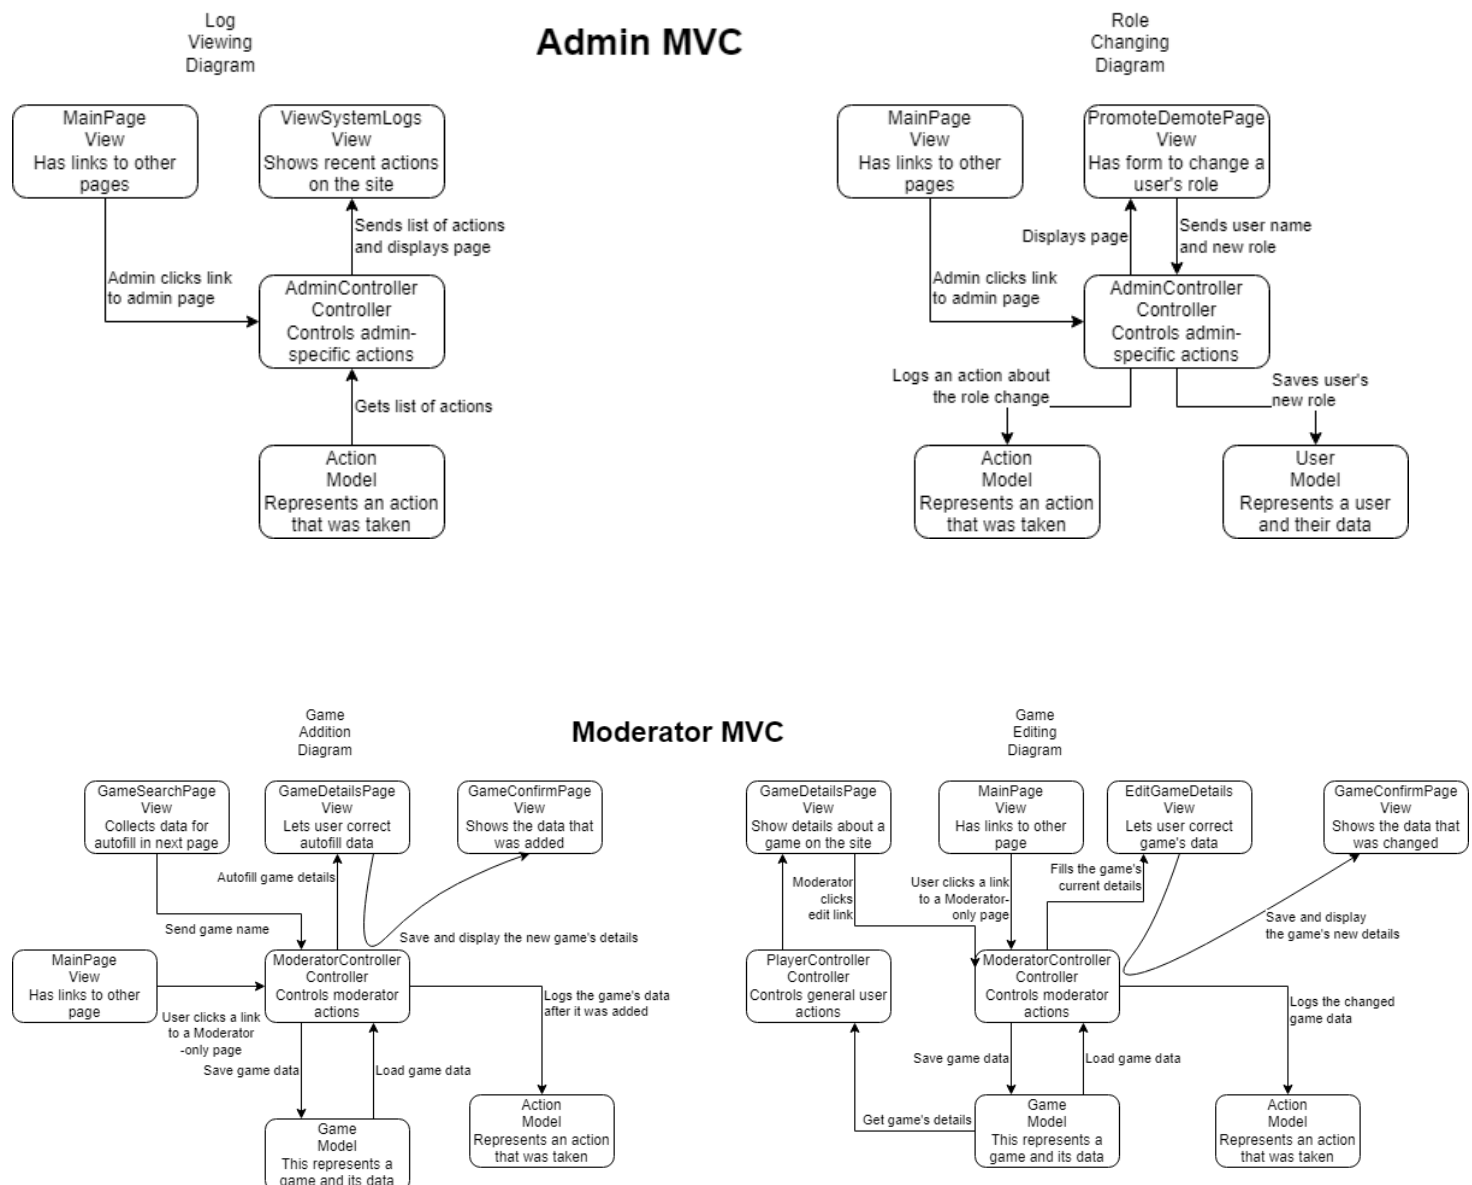 Log
Viewing
Diagram
Admin MVC
Role
Changing
Diagram
MainPage
View
Has links to other
pages
ViewSystemLogs
View
Shows recent actions
on the site
Sends list of actions
and displays page
Admin clicks link
to admin page
AdminController
Controller
Controls admin-
specific actions
Gets list of actions
Action
Model
Represents an action
that was taken
MainPage
View
Has links to other
pages
PromoteDemotePage
View
Has form to change a
user's role
Displays page
Sends user name
and new role
Admin clicks link
to admin page
AdminController
Controller
Controls admin-
specific actions
Logs an action about
the role change
Saves user's
new role
Action
Model
Represents an action
that was taken
User
Model
Represents a user
and their data
Game
Addition
Diagram
Moderator MVC
Game
Editing
Diagram
GameSearchPage
View
Collects data for
autofill in next page
GameDetailsPage
View
Lets user correct
autofill data
GameConfirmPage
View
Shows the data that
was added
Autofill game details
Send game name
Save and display the new game's details
MainPage
View
Has links to other
page
User clicks a link
to a Moderator
-only page
ModeratorController
Controller
Controls moderator
actions
Logs the game's data
after it was added
Save game data
Load game data
Game
Model
This represents a
game and its data
Action
Model
Represents an action
that was taken
GameDetailsPage
View
Show details about a
game on the site
MainPage
View
Has links to other
page
EditGameDetails
View
Lets user correct
game's data
GameConfirmPage
View
Shows the data that
was changed
Moderator
clicks
edit link
User clicks a link
to a Moderator-
only page
Fills the game's
current details
Save and display
the game's new details
PlayerController
Controller
Controls general user
actions
ModeratorController
Controller
Controls moderator
actions
Logs the changed
game data
Save game data
Load game data
Get game's details
Game
Model
This represents a
game and its data
Action
Model
Represents an action
that was taken